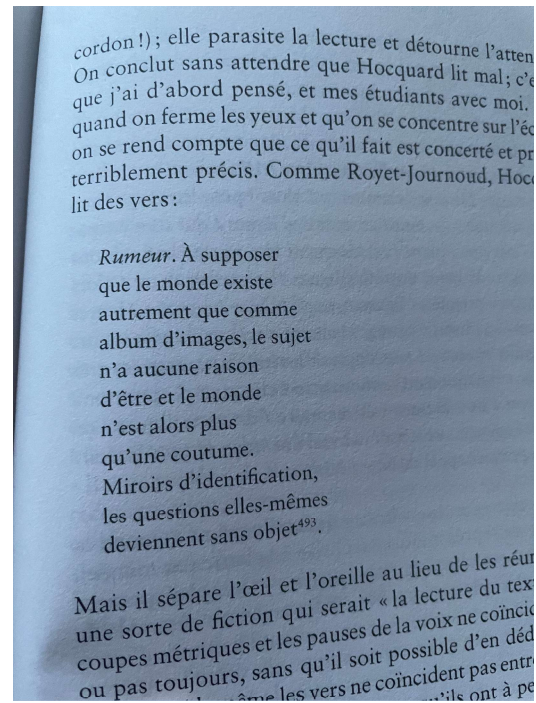 cordon !) ; elle parasite la lecture et détourne l'atten
On conclut sans attendre que Hocquard lit mal ; c'e
que j'ai d'abord pensé, et mes étudiants avec moi.
quand on ferme les yeux et qu'on se concentre sur l'éc
on se rend compte que ce qu'il fait est concerté et pr
terriblement précis. Comme Royet-Journoud, Hocq
lit des vers :
Rumeur. À supposer
que le monde existe
autrement que comme
album d'images, le sujet
n'a aucune raison
d'être et le monde
n'est alors plus
qu'une coutume.
Miroirs d'identification,
les questions elles-mêmes
deviennent sans objet⁴⁹³.
Mais il sépare l'œil et l'oreille au lieu de les réun
une sorte de fiction qui serait « la lecture du tex
coupes métriques et les pauses de la voix ne coïncid
ou pas toujours, sans qu'il soit possible d'en déd
les vers ne coïncident pas entre
qu'ils ont à pe